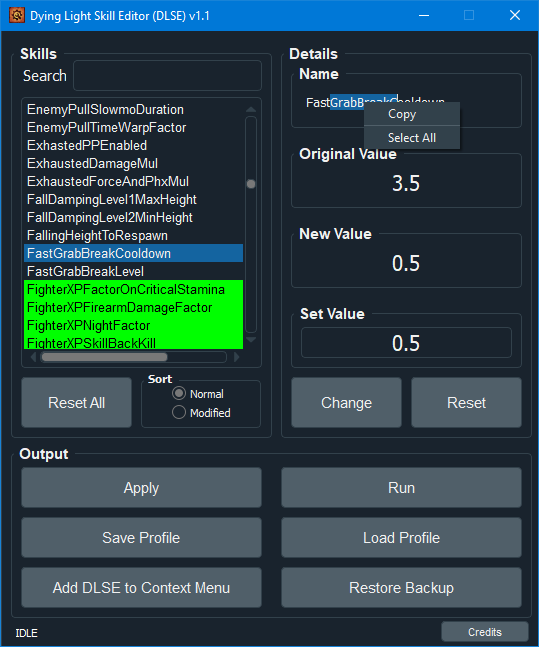 Dying Light Skill Editor (DLSE) v1.1
Skills
Search
EnemyPullSlowmoDuration
EnemyPullTimeWarpFactor
ExhastedPPEnabled
ExhaustedDamageMul
ExhaustedForceAndPhxMul
FallDampingLevel1MaxHeight
FallDampingLevel2MinHeight
FallingHeightToRespawn
FastGrabBreakCooldown
FastGrabBreakLevel
FighterXPFactorOnCriticalStamina
FighterXPFirearmDamageFactor
FighterXPNightFactor
FighterXPSkillBackKill
Reset All
Sort
Normal
Modified
Details
Name
FastGrabBreakCooldown
Copy
Select All
Original Value
3.5
New Value
0.5
Set Value
0.5
Change
Reset
Output
Apply
Run
Save Profile
Load Profile
Add DLSE to Context Menu
Restore Backup
IDLE
Credits